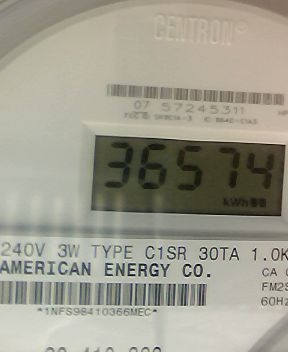 CENTRON®
07 57245311
36574
kWh
240V 3W TYPE C1SR 30TA 1.0K
AMERICAN ENERGY CO.
CA 0
FM2S
60Hz
*1NFS98410366MEC*